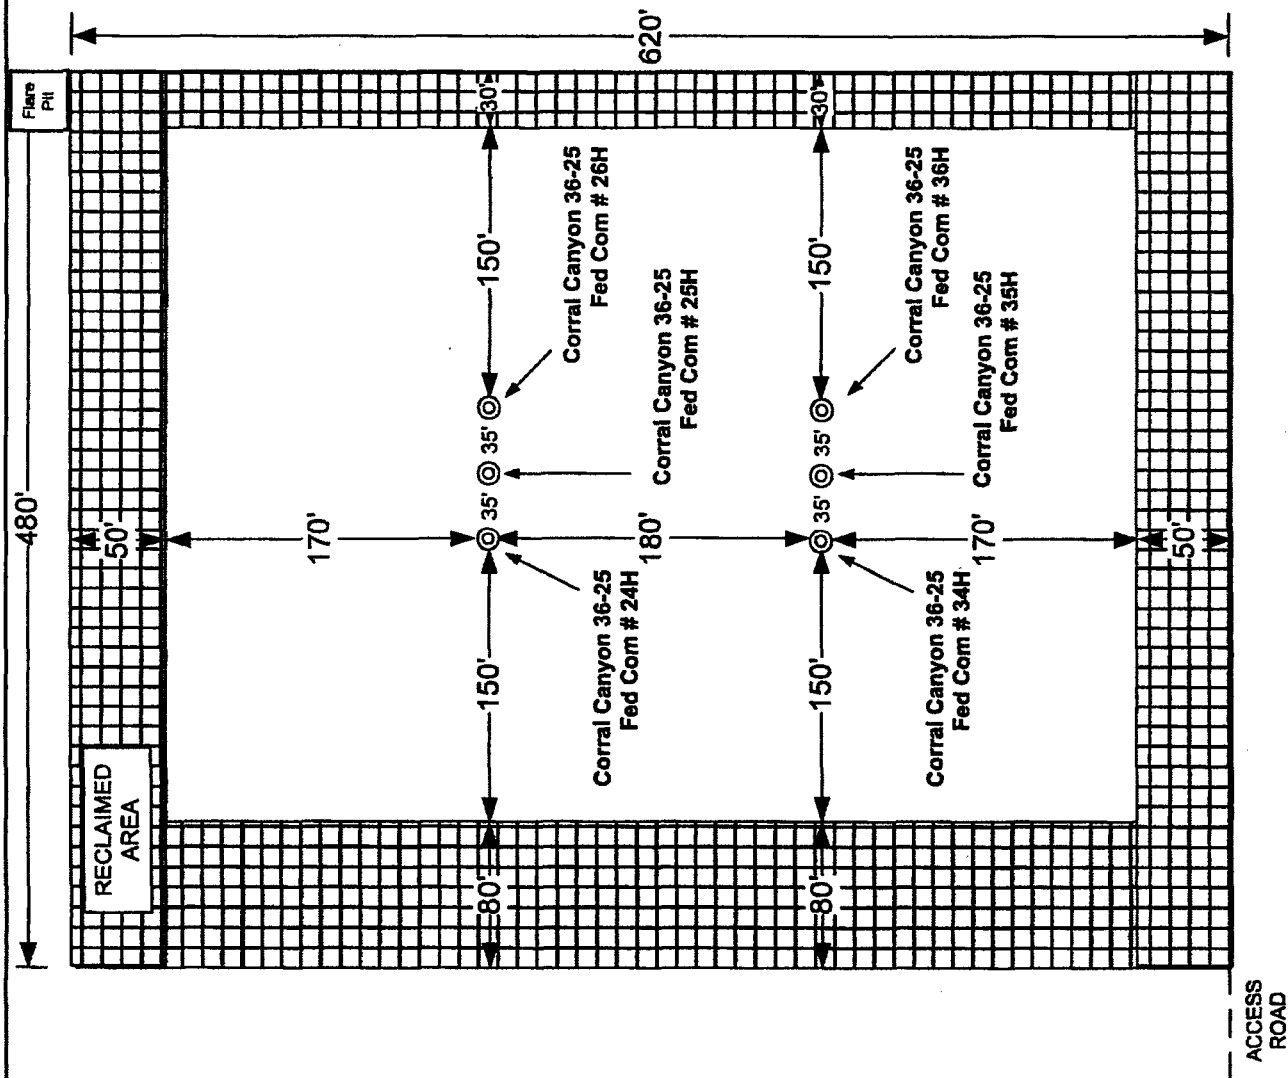 480'
Flare
Pit
620'
50'
RECLAIMED
AREA
30'
30'
170'
150'
150'
35'
35'
80'
Corral Canyon 36-25
Fed Com # 26H
Corral Canyon 36-25
Fed Com # 25H
Corral Canyon 36-25
Fed Com # 24H
180'
150'
150'
35'
35'
80'
Corral Canyon 36-25
Fed Com # 36H
Corral Canyon 36-25
Fed Com # 35H
Corral Canyon 36-25
Fed Com # 34H
170'
50'
ACCESS
ROAD